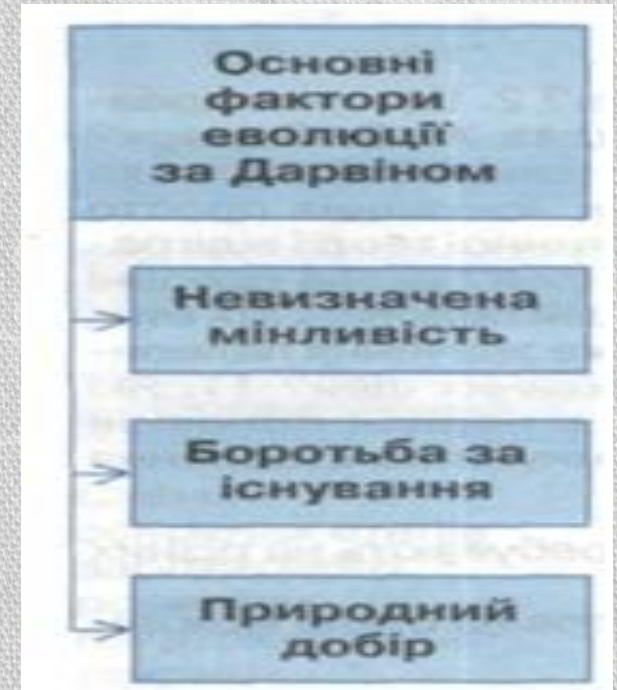 Основні
фактори
еволюції
за Дарвіном
Невизначена
мінливість
Боротьба за
існування
Природний
добір